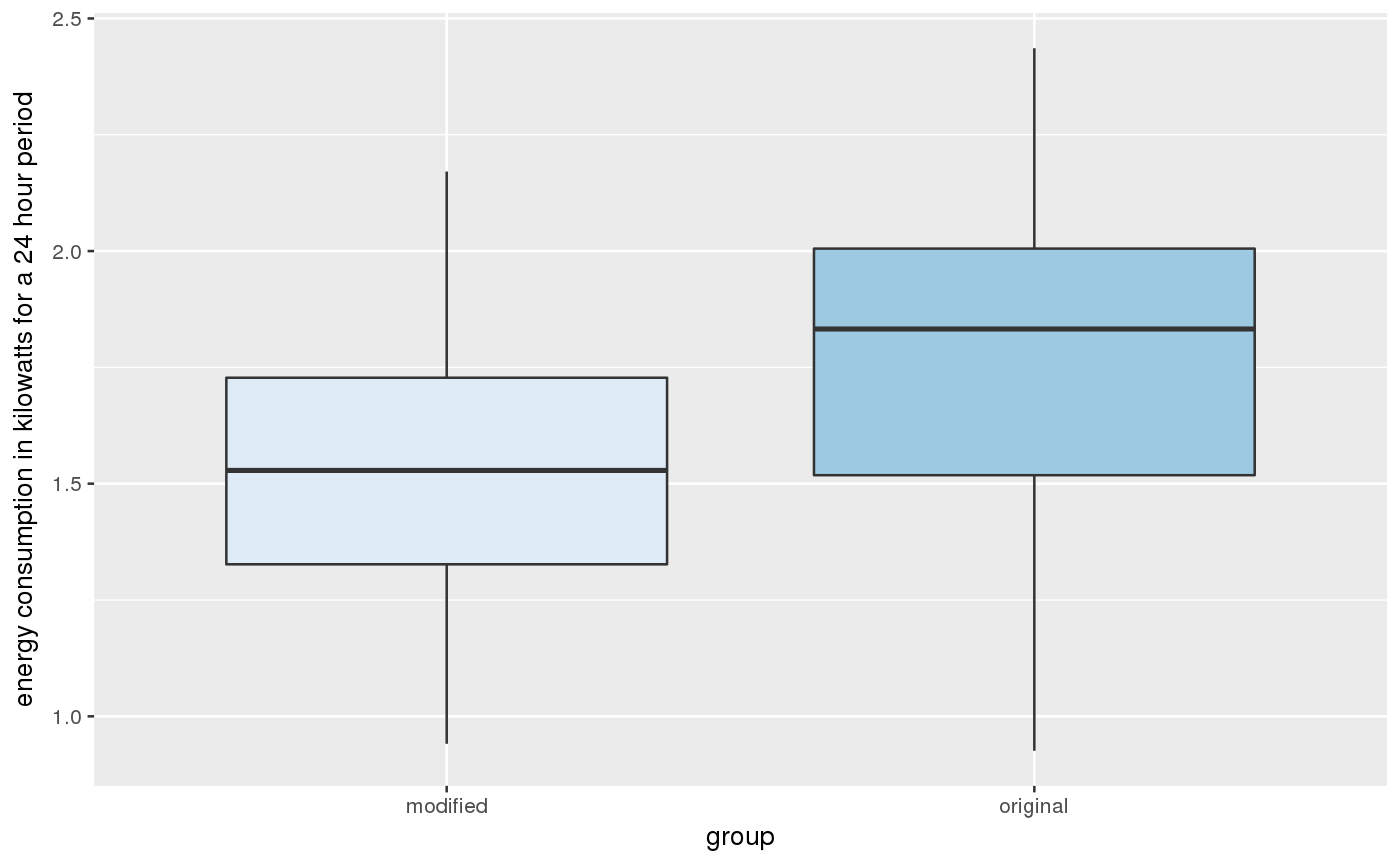 energy consumption in kilowatts for a 24 hour period
2.5
2.0
1.5
1.0
modified
original
group